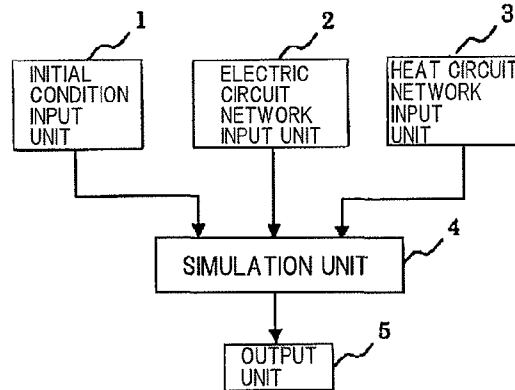 1
INITIAL
CONDITION
INPUT
UNIT
2
ELECTRIC
CIRCUIT
NETWORK
INPUT UNIT
3
HEAT CIRCUIT
NETWORK
INPUT
UNIT
4
SIMULATION UNIT
5
OUTPUT
UNIT